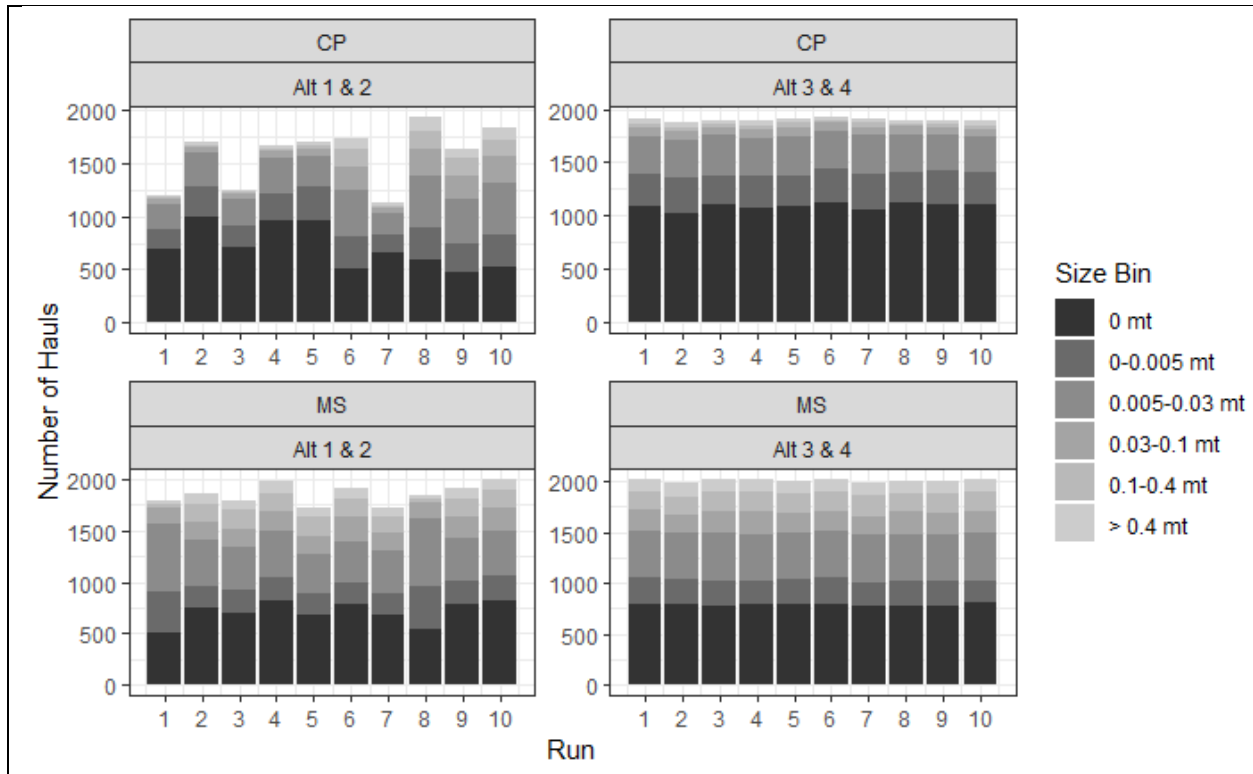 CP
Alt 1 & 2
2000
1500
1000
500
0
1 2 3 4 5 6 7 8 9 10
CP
Alt 3 & 4
2000
1500
1000
500
0
1 2 3 4 5 6 7 8 9 10
MS
Alt 1 & 2
2000
1500
1000
500
0
1 2 3 4 5 6 7 8 9 10
MS
Alt 3 & 4
2000
1500
1000
500
0
1 2 3 4 5 6 7 8 9 10
Number of Hauls
Run
Size Bin
0 mt
0-0.005 mt
0.005-0.03 mt
0.03-0.1 mt
0.1-0.4 mt
> 0.4 mt